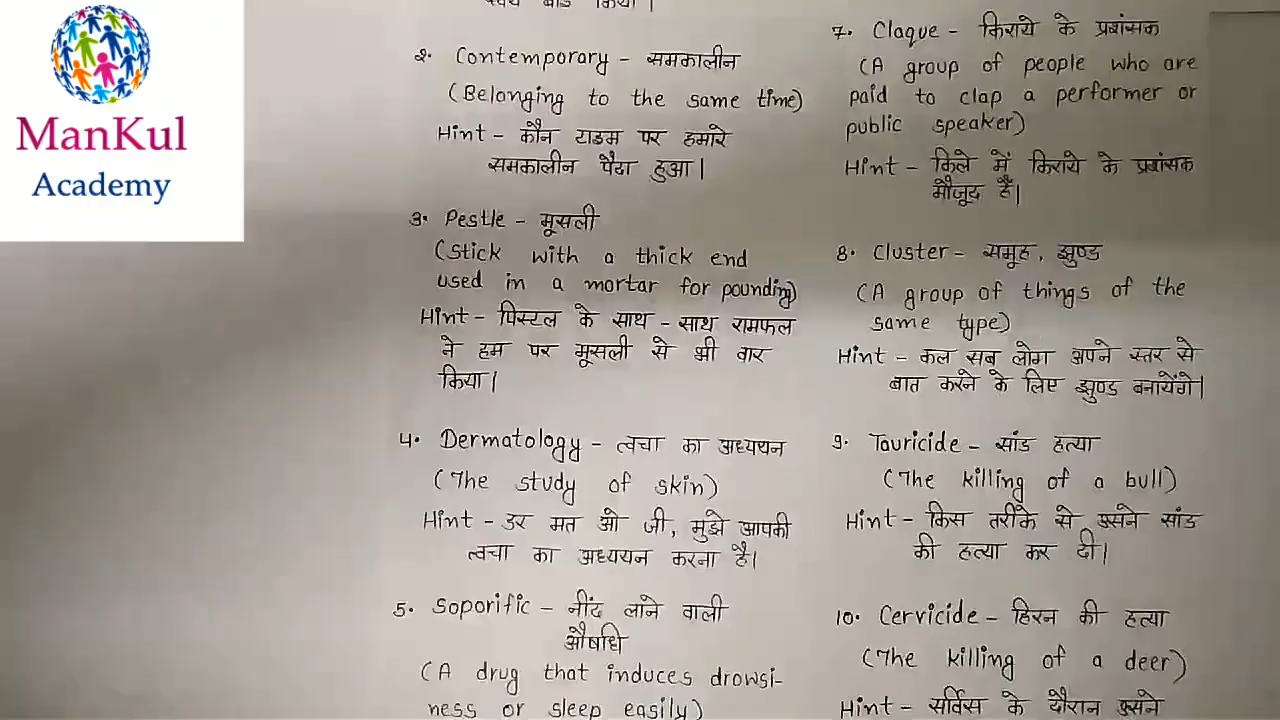 ManKul
Academy
२. Contemporary - समकालीन
(Belonging to the same time)
Hint - कौन टाइम पर हमारे
समकालीन पैदा हुआ।
3. Pestle - मूसली
(Stick with a thick end
used in a mortar for pounding)
Hint - पिस्टल के साथ - साथ रामफल
ने हम पर मूसली से भी वार
किया।
4. Dermatology - त्वचा का अध्ययन
(The study of skin)
Hint - डर मत ओ जी, मुझे आपकी
त्वचा का अध्ययन करना है।
5. Soporific - नींद लाने वाली
औषधि
(A drug that induces drowsi-
ness or sleep easily)
7. Claque - किराये के प्रशंसक
(A group of people who are
paid to clap a performer or
public speaker)
Hint - किले में किराये के प्रशंसक
मौजूद हैं।
8. Cluster - समूह, झुण्ड
(A group of things of the
same type)
Hint - कल सब लोग अपने स्तर से
बात करने के लिए झुण्ड बनायेंगे।
9. Tauricide - सांड हत्या
(The killing of a bull)
Hint - किस तरीके से उसने सांड
की हत्या कर दी।
10. Cervicide - हिरन की हत्या
(The killing of a deer)
Hint - सर्विस के दौरान उसने